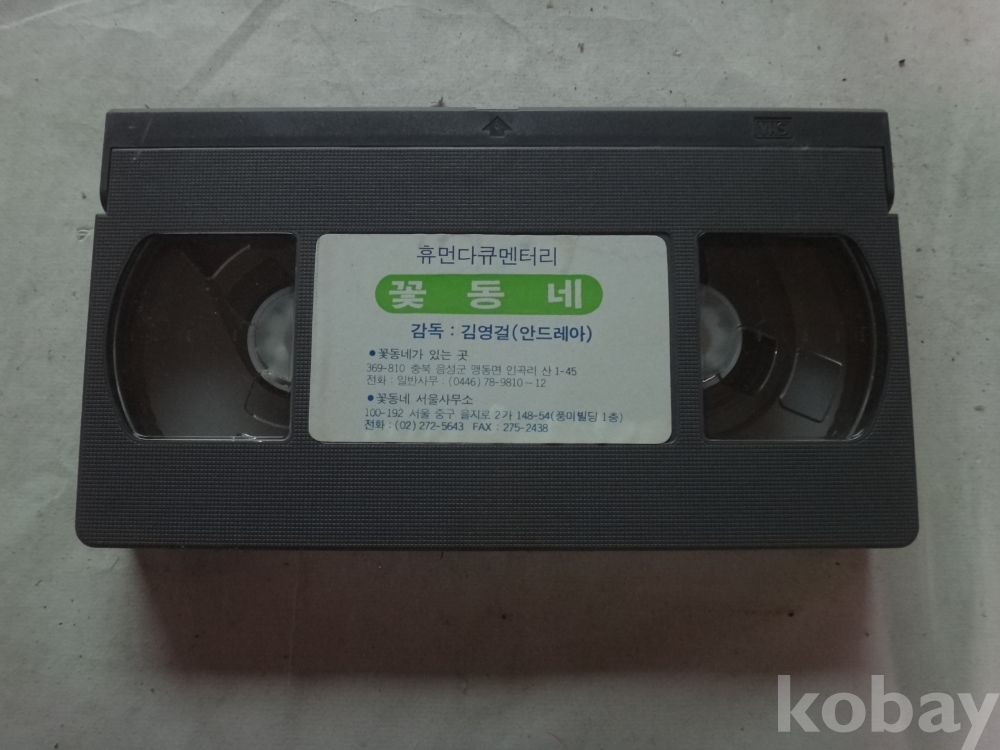 VHS
휴먼다큐멘터리
꽃 동 네
감독 : 김영걸(안드레아)
●꽃동네가 있는 곳
369-810 충북 음성군 맹동면 인곡리 산 1-45
전화 : 일반사무 : (0446) 78-9810~12
●꽃동네 서울사무소
100-192 서울 중구 을지로 2가 148-54(풍미빌딩 1층)
전화 : (02) 272-5643 FAX : 275-2438
kobay